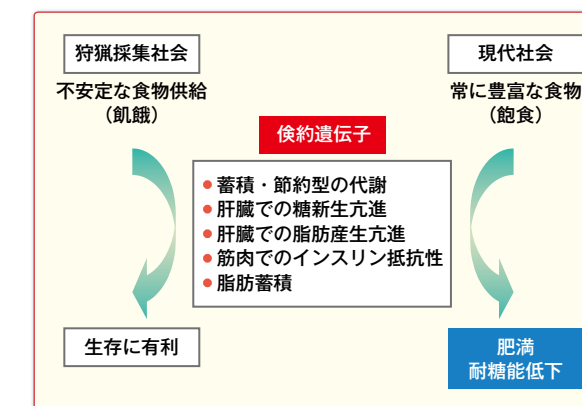 狩猟採集社会
不安定な食物供給
（飢餓）
現代社会
常に豊富な食物
（飽食）
倹約遺伝子
●蓄積・節約型の代謝
●肝臓での糖新生亢進
●肝臓での脂肪産生亢進
●筋肉でのインスリン抵抗性
●脂肪蓄積
生存に有利
肥満
耐糖能低下